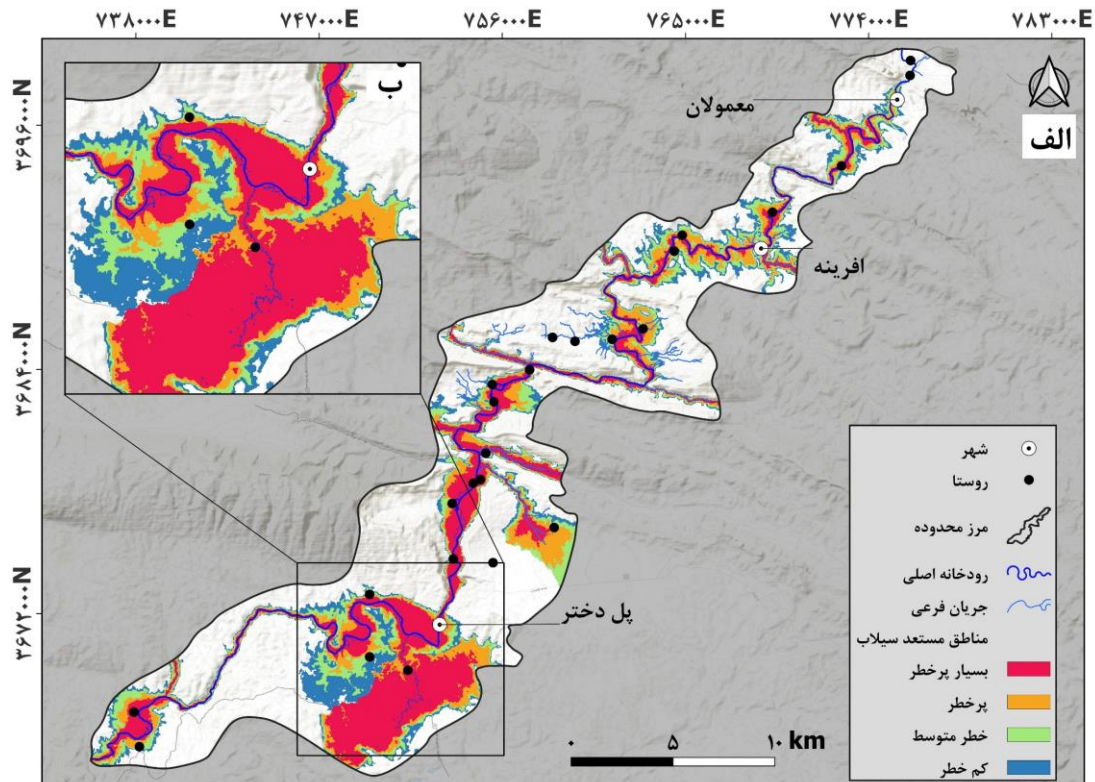 ۷۳۸۰۰۰E ۷۴۷۰۰۰E ۷۵۶۰۰۰E ۷۶۵۰۰۰E ۷۷۴۰۰۰E ۷۸۳۰۰۰E
۳۶۹۶۰۰۰N
۳۶۸۴۰۰۰N
۳۶۷۲۰۰۰N
ب
الف
معمولان
افرینه
پل دختر
شهر
روستا
مرز محدوده
رودخانه اصلی
جریان فرعی
مناطق مستعد سیلاب
بسیار پرخطر
پرخطر
خطر متوسط
کم خطر
۰ ۵ ۱۰ km